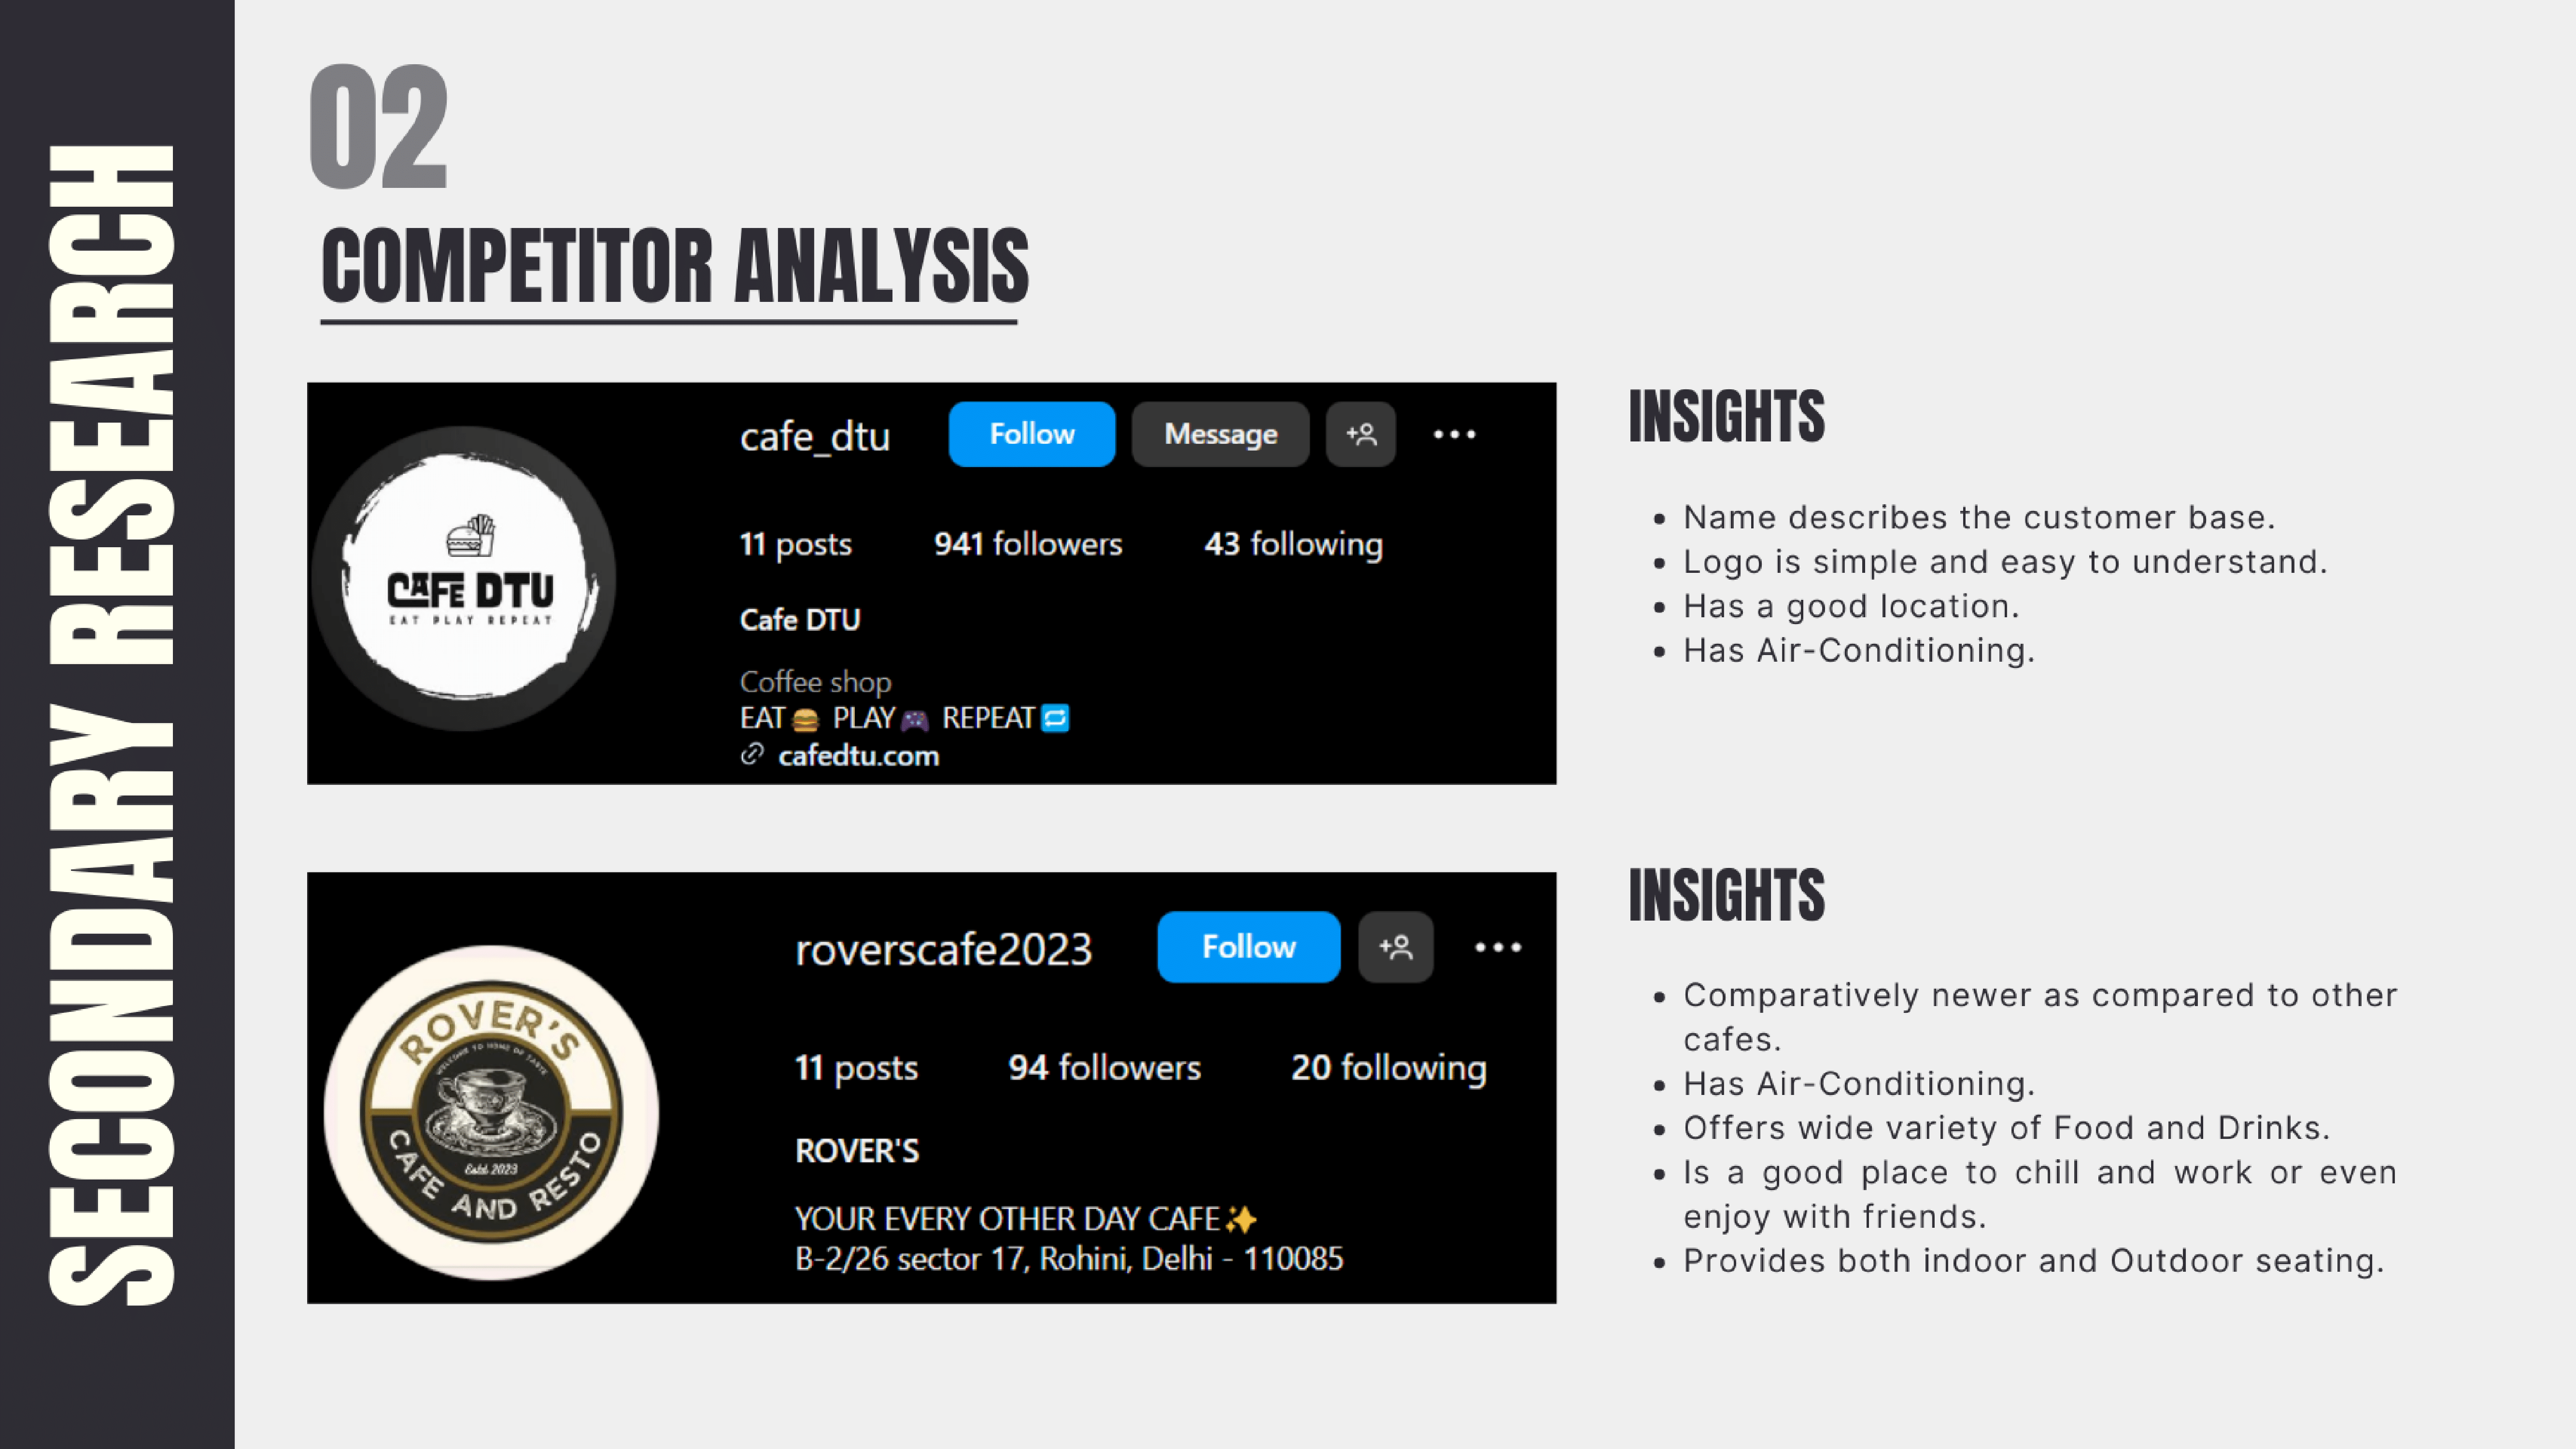 SECONDARY RESEARCH
02
COMPETITOR ANALYSIS
CAFE DTU
EAT PLAY REPEAT
cafe_dtu
Follow
Message
11 posts
941 followers
43 following
Cafe DTU
Coffee shop
EAT🍔 PLAY🎮 REPEAT🔁
cafedtu.com
INSIGHTS
• Name describes the customer base.
• Logo is simple and easy to understand.
• Has a good location.
• Has Air-Conditioning.
ROVER'S
WELCOME TO HOME OF TASTE
Estd 2023
CAFE AND RESTO
roverscafe2023
Follow
11 posts
94 followers
20 following
ROVER'S
YOUR EVERY OTHER DAY CAFE✨
B-2/26 sector 17, Rohini, Delhi - 110085
INSIGHTS
• Comparatively newer as compared to other
cafes.
• Has Air-Conditioning.
• Offers wide variety of Food and Drinks.
• Is a good place to chill and work or even
enjoy with friends.
• Provides both indoor and Outdoor seating.